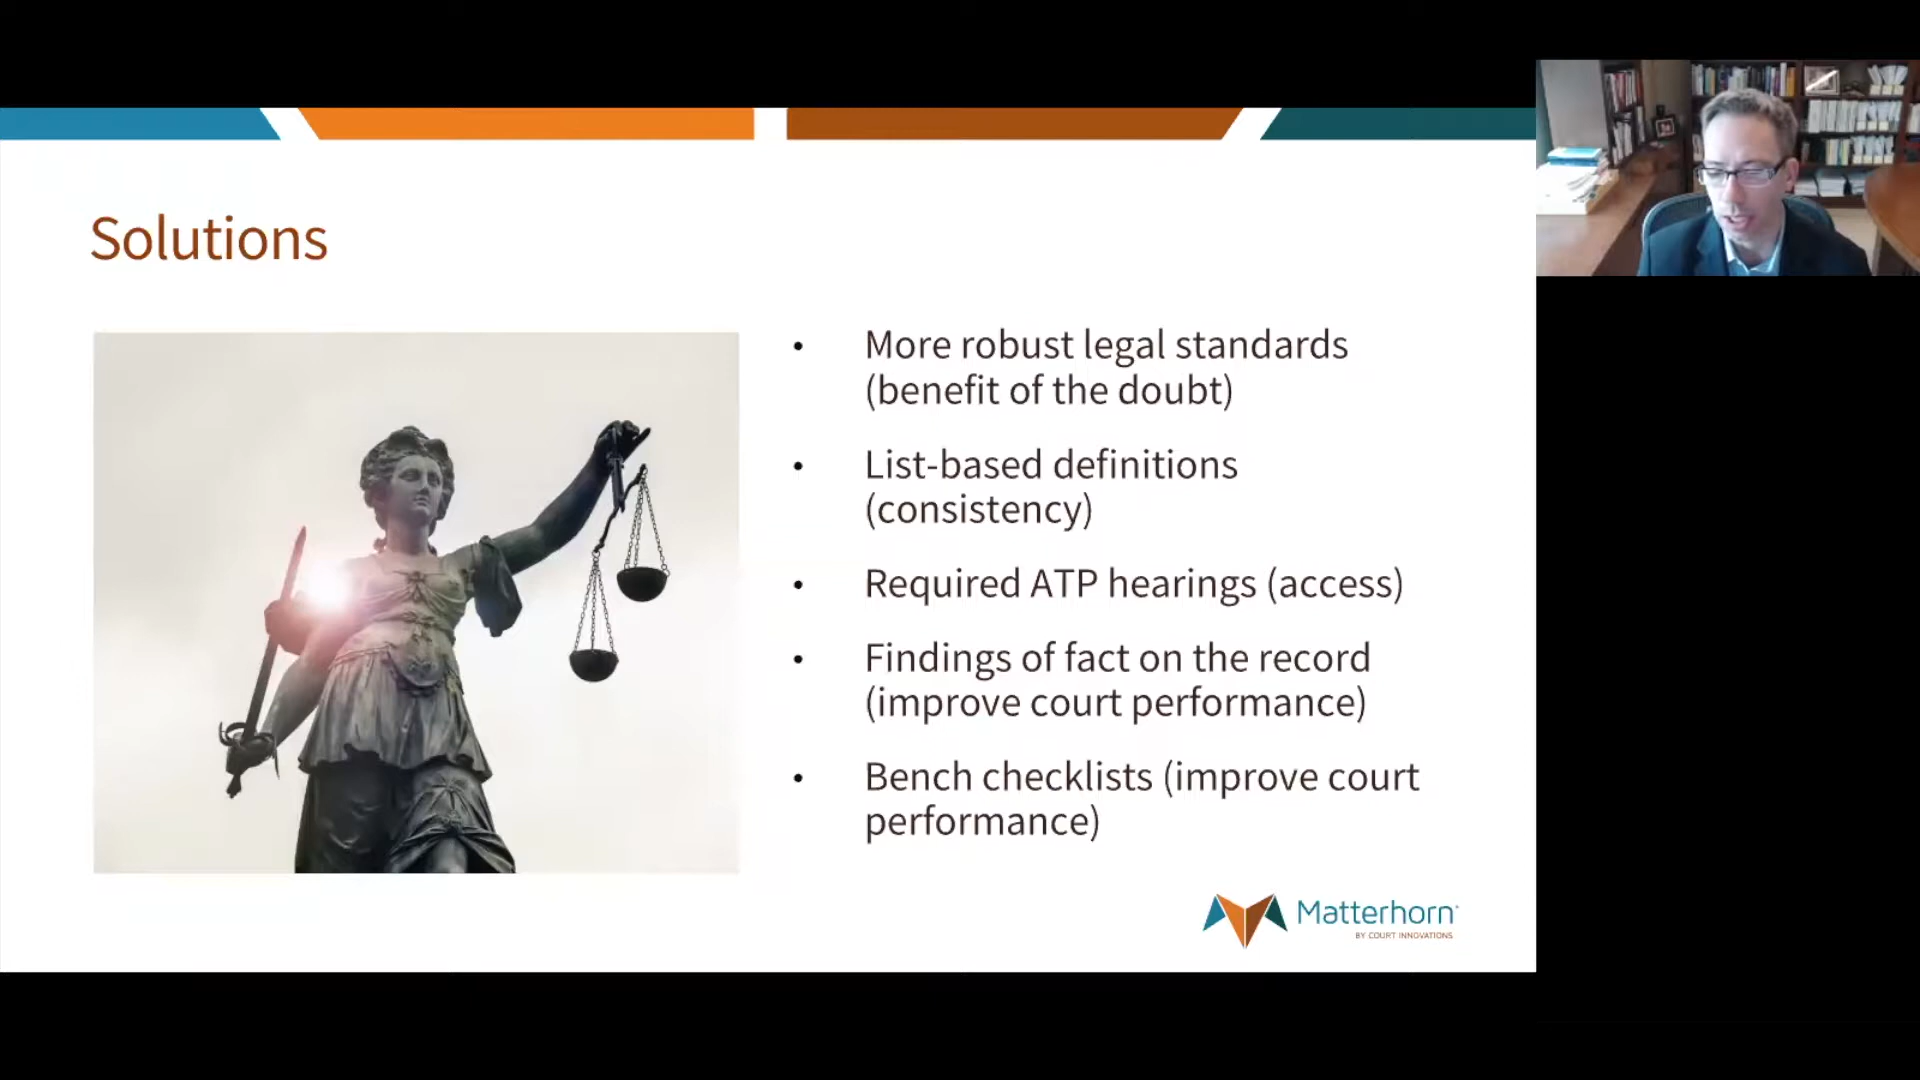 Solutions
• More robust legal standards
(benefit of the doubt)
• List-based definitions
(consistency)
• Required ATP hearings (access)
• Findings of fact on the record
(improve court performance)
• Bench checklists (improve court
performance)
Matterhorn
BY COURT INNOVATIONS